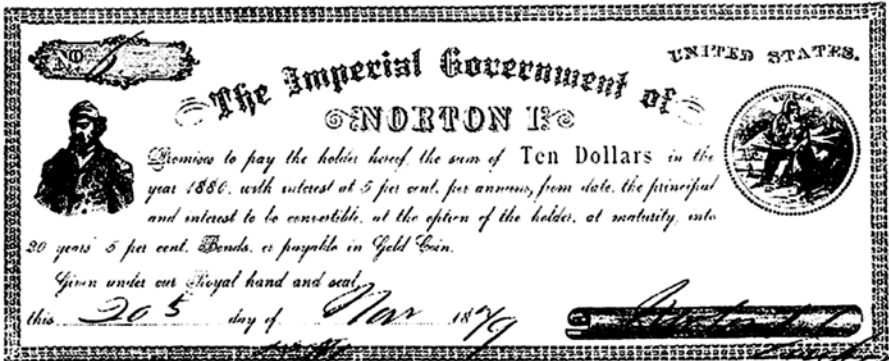 No 6
UNITED STATES.
The Imperial Government of
NORTON I.
Promises to pay the holder hereof, the sum of Ten Dollars in the
year 1880, with interest at 5 per cent. per annum, from date, the principal
and interest to be convertible, at the option of the holder, at maturity, into
20 years' 5 per cent. Bonds, or payable in Gold Coin.
Given under our Royal hand and seal,
this 20 day of Nov 1879
Norton I